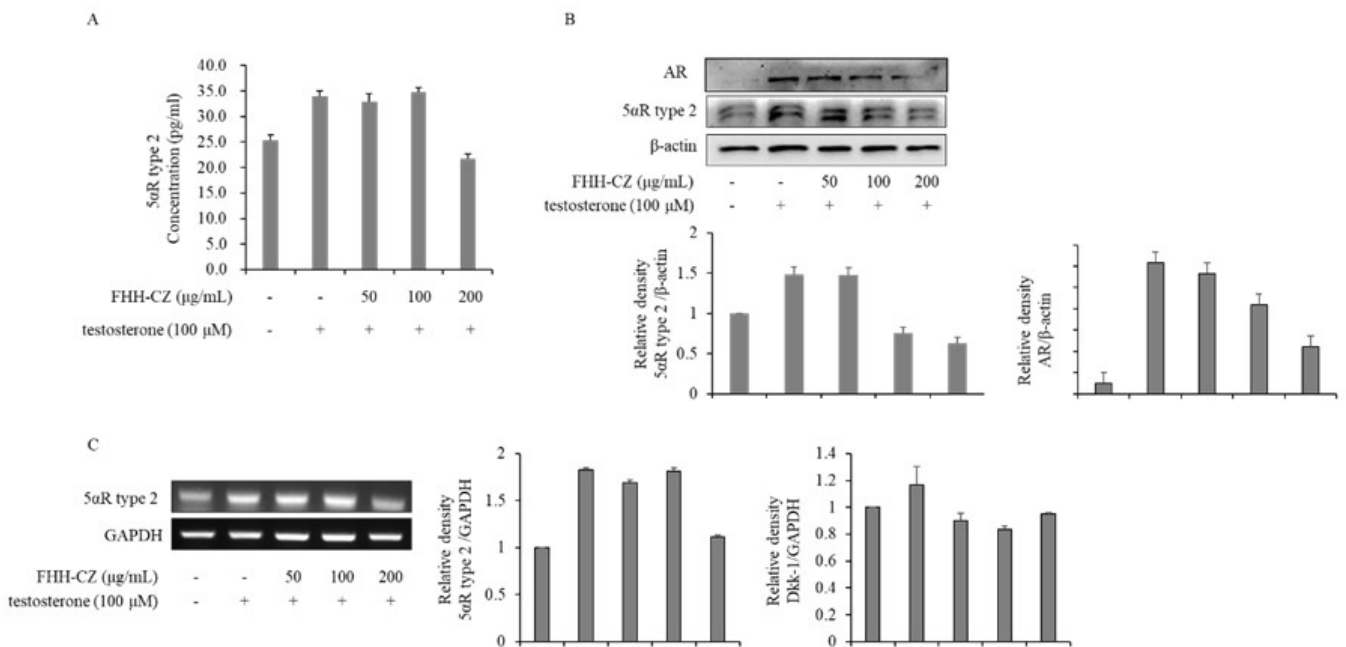 A
40.0
35.0
30.0
25.0
20.0
15.0
10.0
5.0
0.0
5αR type 2
Concentration (pg/ml)
FHH-CZ (μg/mL) - - 50 100 200
testosterone (100 μM) - + + + +
B
AR
5αR type 2
β-actin
FHH-CZ (μg/mL) - - 50 100 200
testosterone (100 μM) - + + + +
2
1.5
1
0.5
0
Relative density
5αR type 2 /β-actin
Relative density
AR/β-actin
C
5αR type 2
GAPDH
FHH-CZ (μg/mL) - - 50 100 200
testosterone (100 μM) - + + + +
2
1.5
1
0.5
0
Relative density
5αR type 2 /GAPDH
1.4
1.2
1
0.8
0.6
0.4
0.2
0
Relative density
Dkk-1/GAPDH